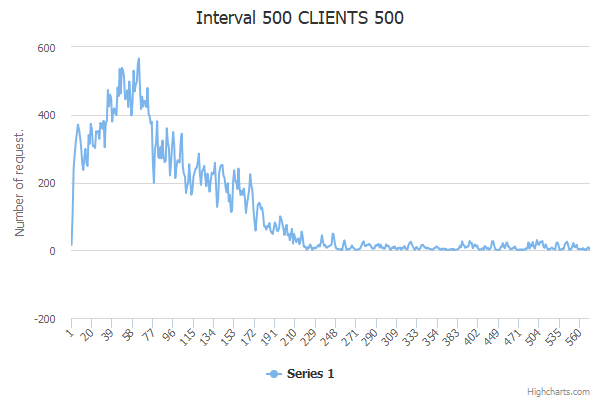 Interval 500 CLIENTS 500
Number of request.
600
400
200
0
-200
1 20 39 58 77 96 115 134 153 172 191 210 229 248 271 290 309 332 353 383 402 449 471 504 535 560
Series 1
Highcharts.com